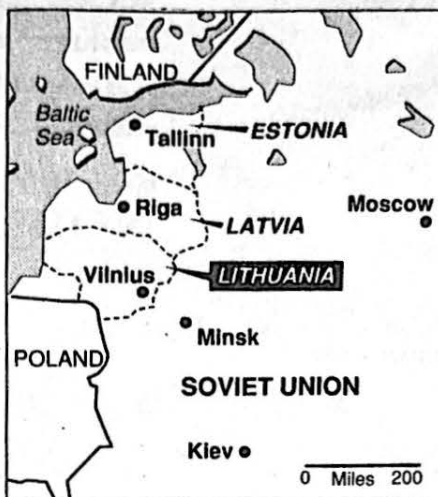 FINLAND
Baltic
Sea
Tallinn
ESTONIA
Riga
LATVIA
Moscow
Vilnius
LITHUANIA
Minsk
POLAND
SOVIET UNION
Kiev
0 Miles 200